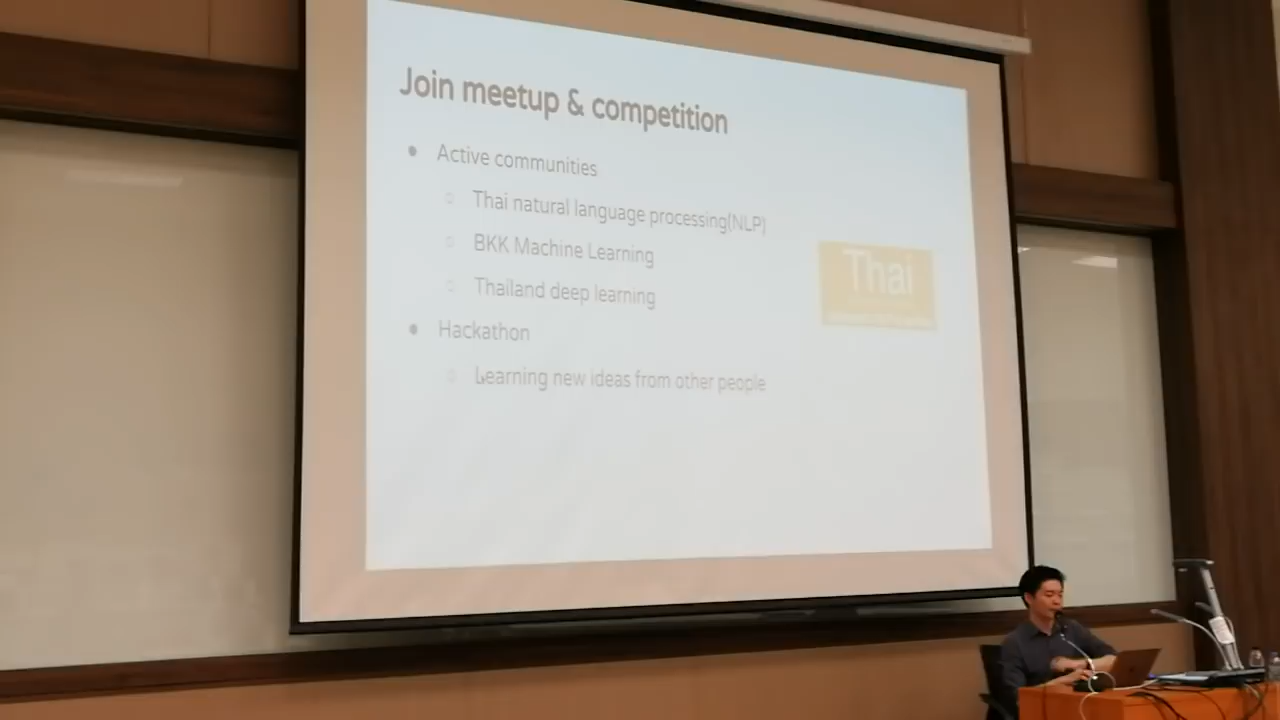 Join meetup & competition
Active communities
Thai natural language processing(NLP)
BKK Machine Learning
Thailand deep learning
Hackathon
Learning new ideas from other people
Thai